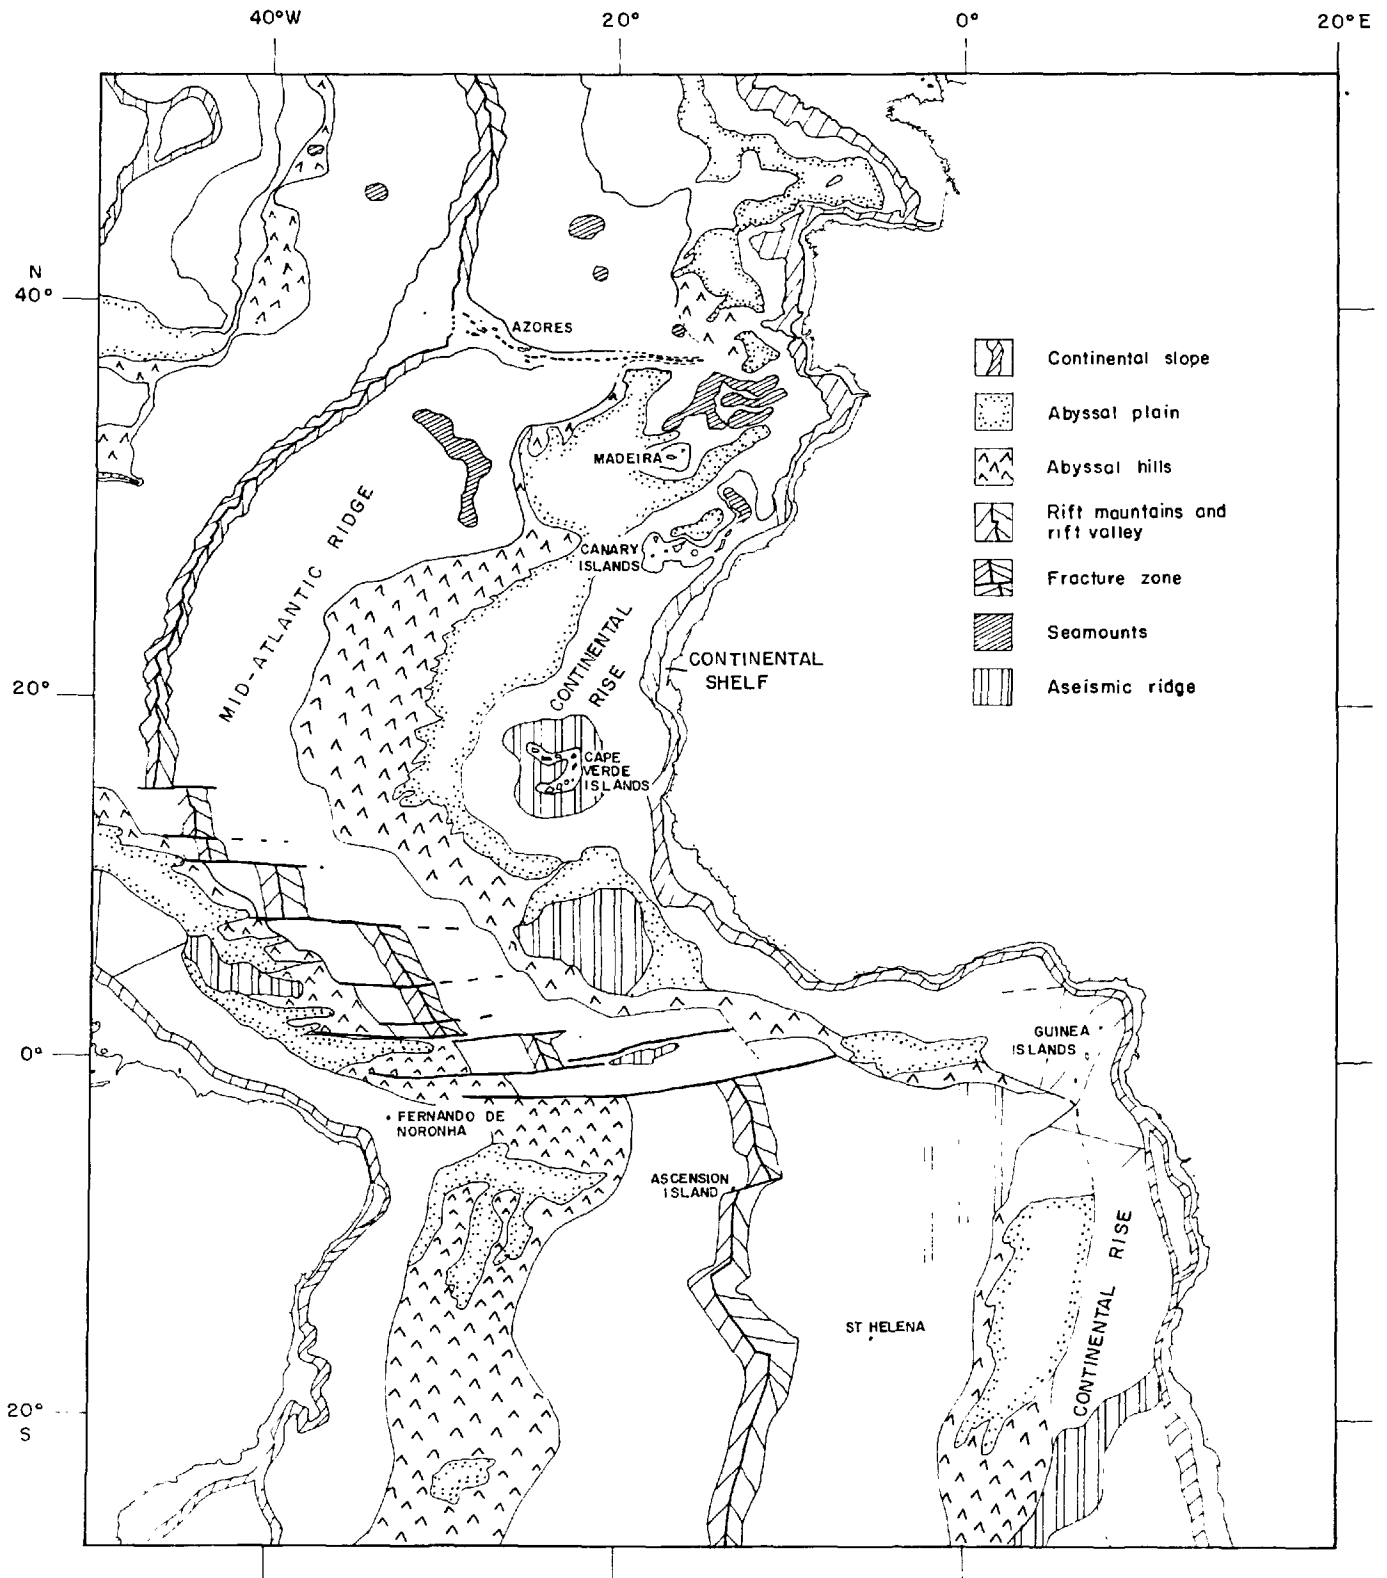 40°W
20°
0°
20°E
N
40°
AZORES
Continental slope
Abyssal plain
MADEIRA
Abyssal hills
MID-ATLANTIC RIDGE
Rift mountains and
rift valley
CANARY
ISLANDS
Fracture zone
CONTINENTAL
RISE
Seamounts
CONTINENTAL
SHELF
20°
Aseismic ridge
CAPE
VERDE
ISLANDS
GUINEA
ISLANDS
0°
FERNANDO DE
NORONHA
ASCENSION
ISLAND
CONTINENTAL RISE
ST HELENA
20°
S